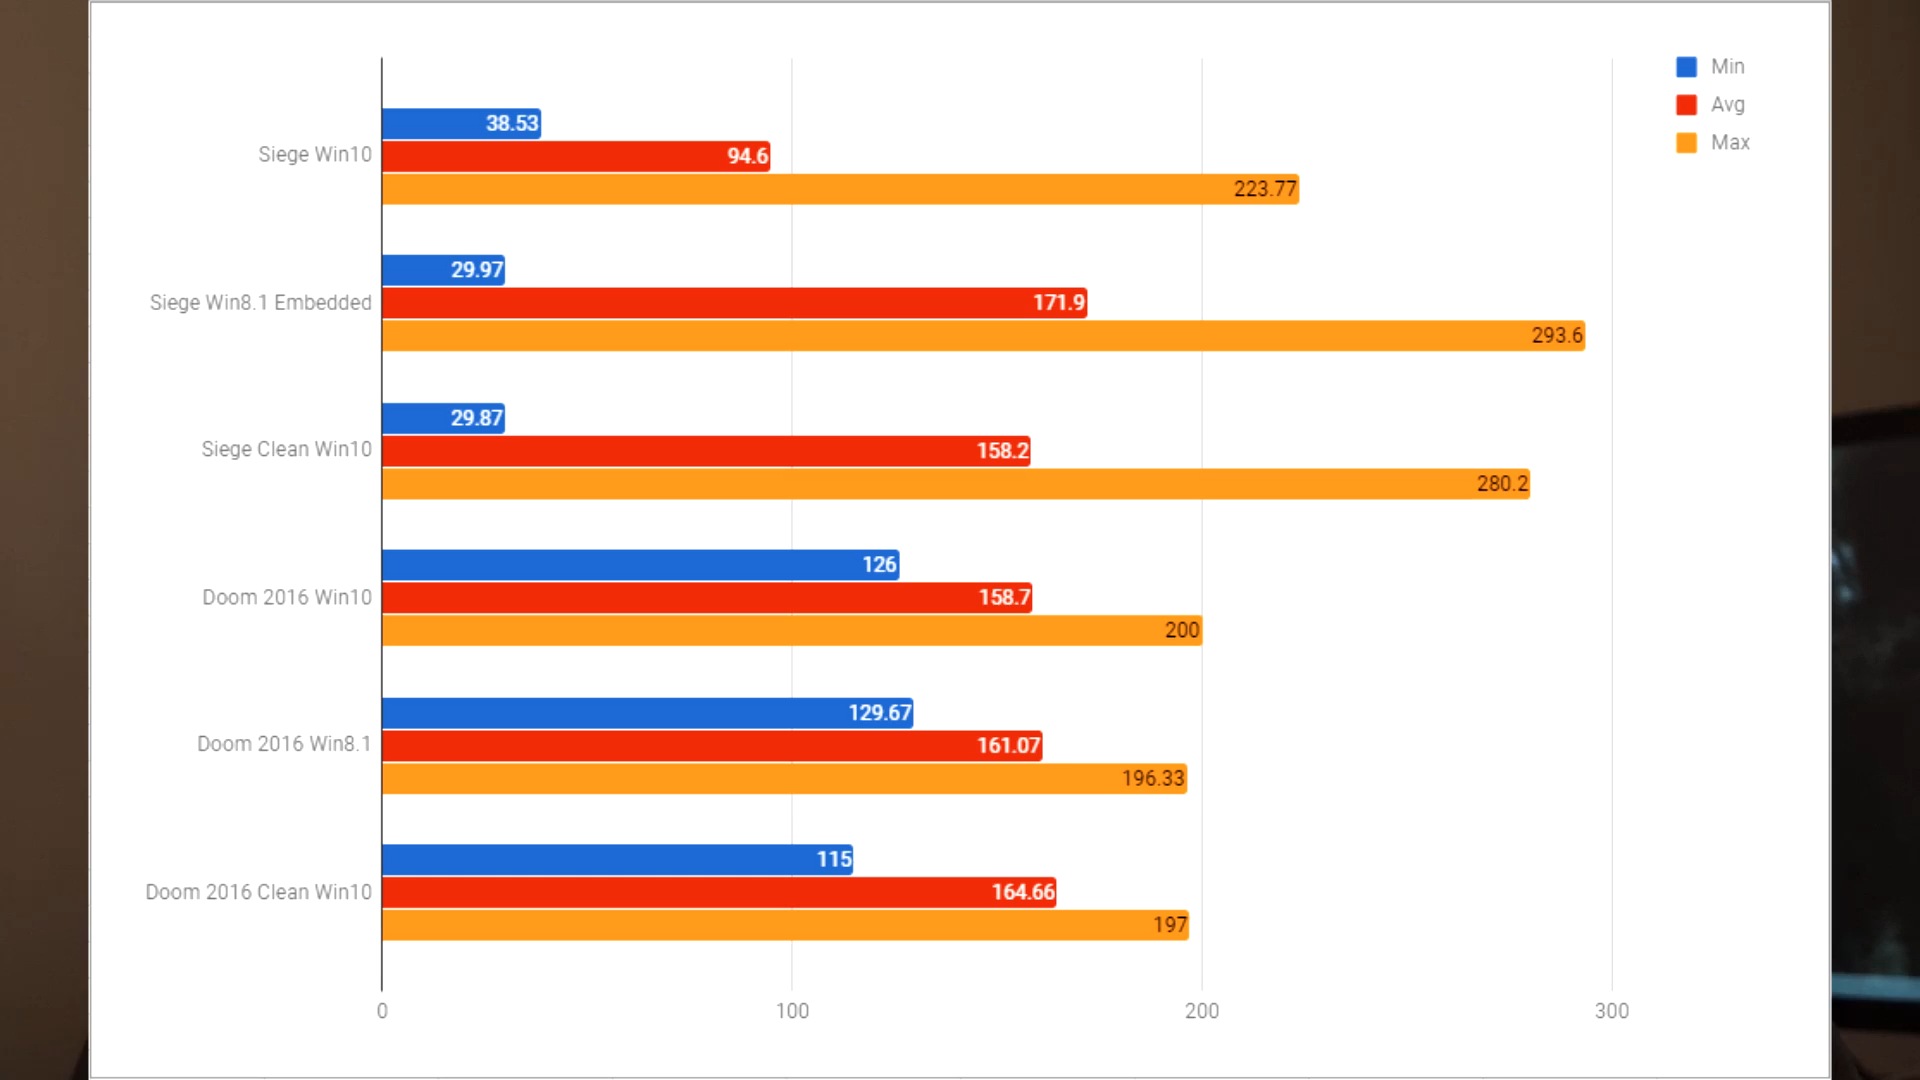 Min
Avg
Max
Siege Win10
38.53
94.6
223.77
Siege Win8.1 Embedded
29.97
171.9
293.6
Siege Clean Win10
29.87
158.2
280.2
Doom 2016 Win10
126
158.7
200
Doom 2016 Win8.1
129.67
161.07
196.33
Doom 2016 Clean Win10
115
164.66
197
0 100 200 300